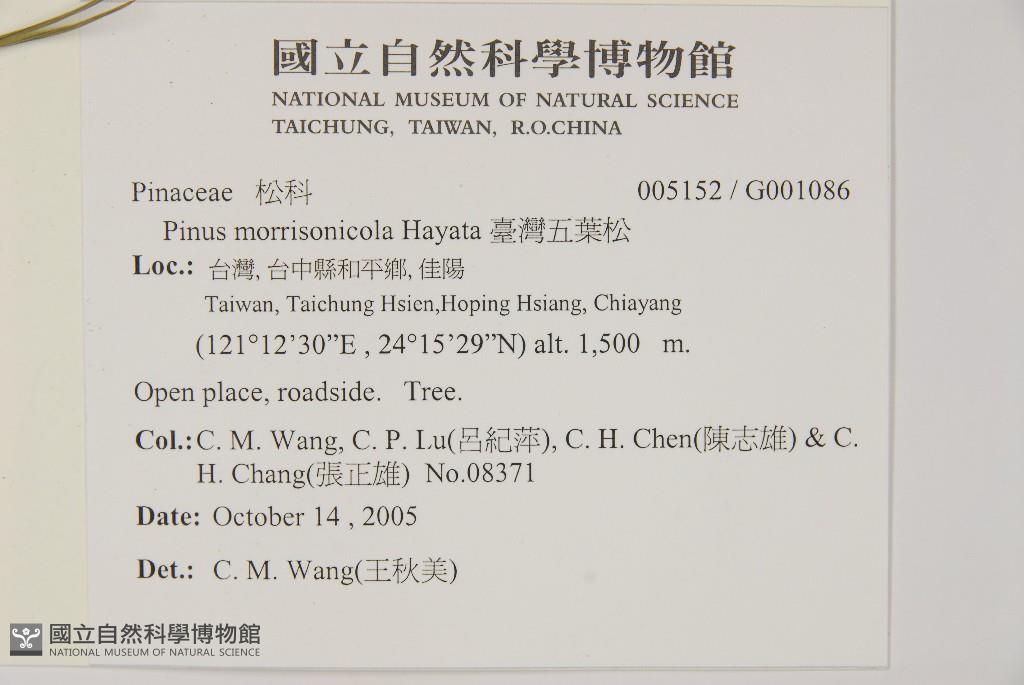 國立自然科學博物館
NATIONAL MUSEUM OF NATURAL SCIENCE
TAICHUNG, TAIWAN, R.O.CHINA
Pinaceae 松科 005152 / G001086
Pinus morrisonicola Hayata 臺灣五葉松
Loc.: 台灣, 台中縣和平鄉, 佳陽
Taiwan, Taichung Hsien,Hoping Hsiang, Chiayang
(121°12’30”E , 24°15’29”N) alt. 1,500 m.
Open place, roadside. Tree.
Col.: C. M. Wang, C. P. Lu(呂紀萍), C. H. Chen(陳志雄) & C.
H. Chang(張正雄) No.08371
Date: October 14 , 2005
Det.: C. M. Wang(王秋美)
國立自然科學博物館
NATIONAL MUSEUM OF NATURAL SCIENCE